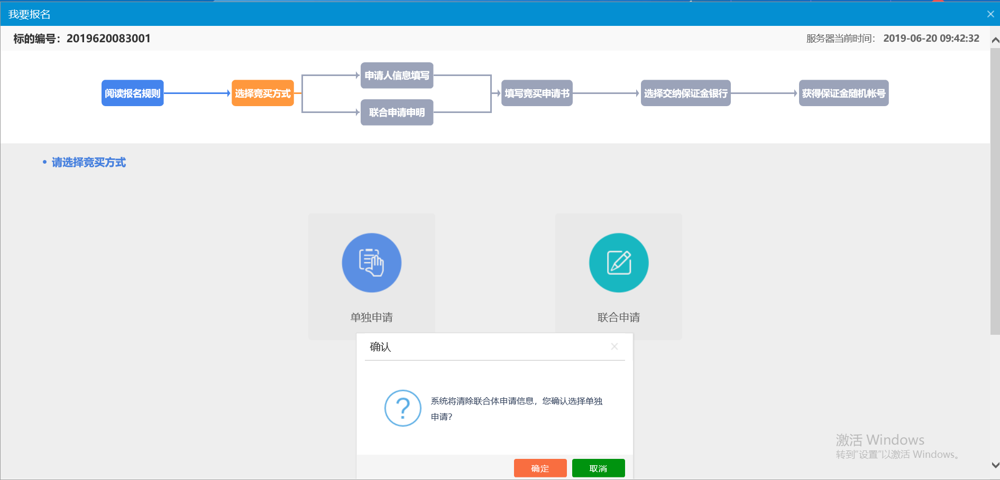 我要报名
标的编号：2019620083001
服务器当前时间： 2019-06-20 09:42:32
阅读报名规则
选择竞买方式
申请人信息填写
联合申请申明
填写竞买申请书
选择交纳保证金银行
获得保证金随机帐号
• 请选择竞买方式
单独申请
联合申请
确认
系统将清除联合体申请信息，您确认选择单独
申请？
确定
取消
激活 Windows
转到"设置"以激活 Windows。